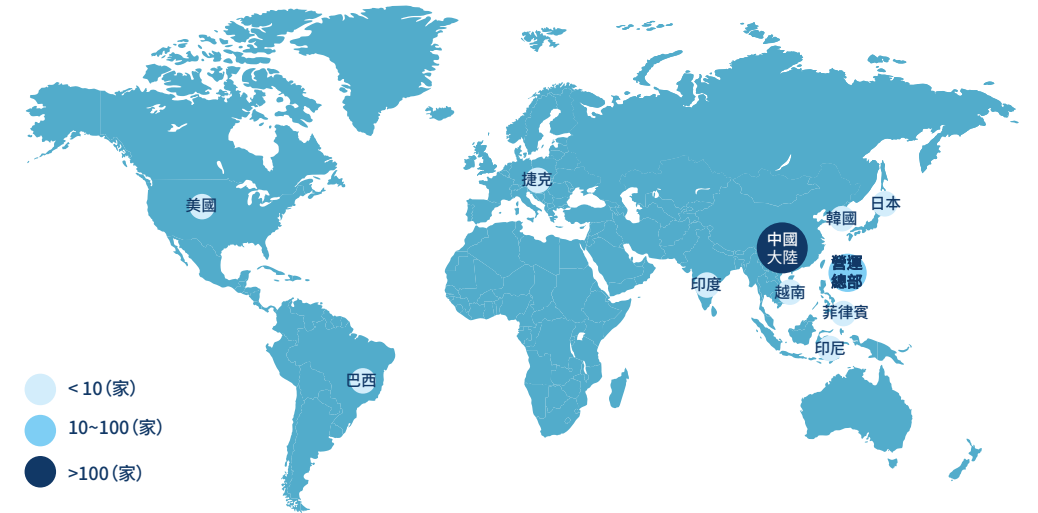 捷克
美國
日本
韓國
中國
大陸
營運
總部
印度
越南
菲律賓
印尼
巴西
< 10 (家)
10~100 (家)
>100 (家)